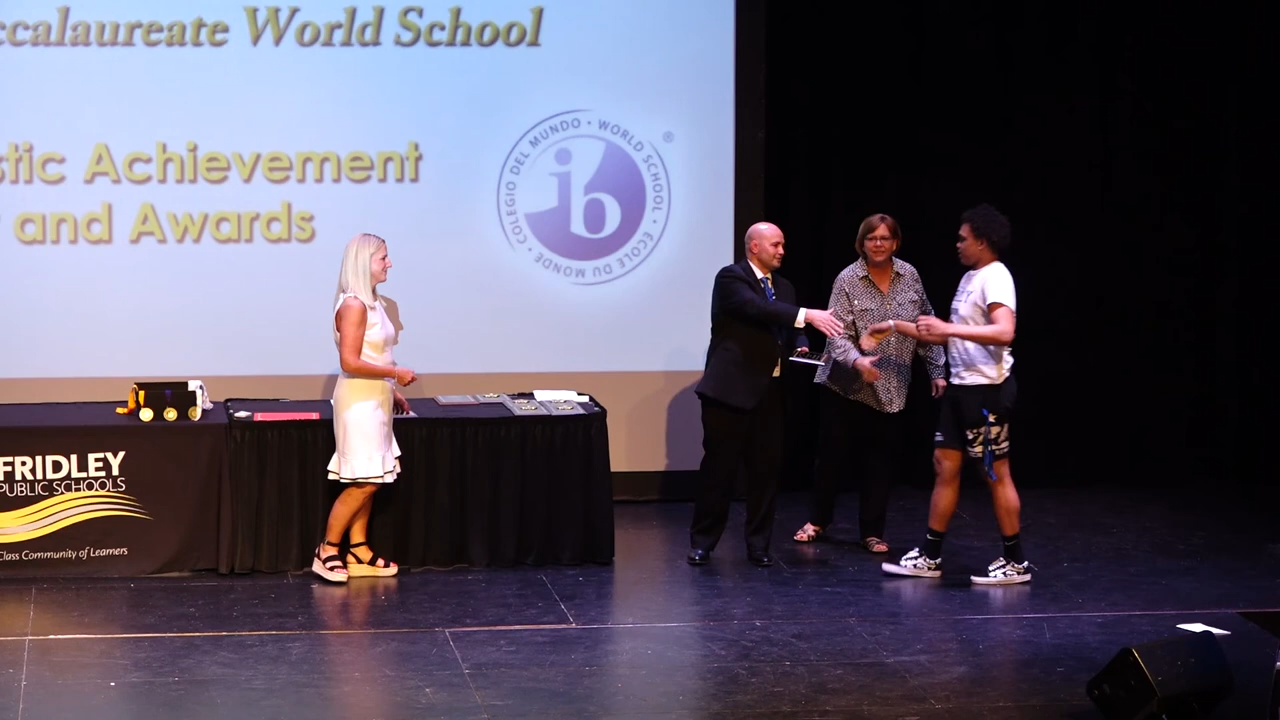 ccalaureate World School
stic Achievement
and Awards
COLEGIO DEL MUNDO · WORLD SCHOOL · ÉCOLE DU MONDE ·
®
ib
FRIDLEY
PUBLIC SCHOOLS
Class Community of Learners